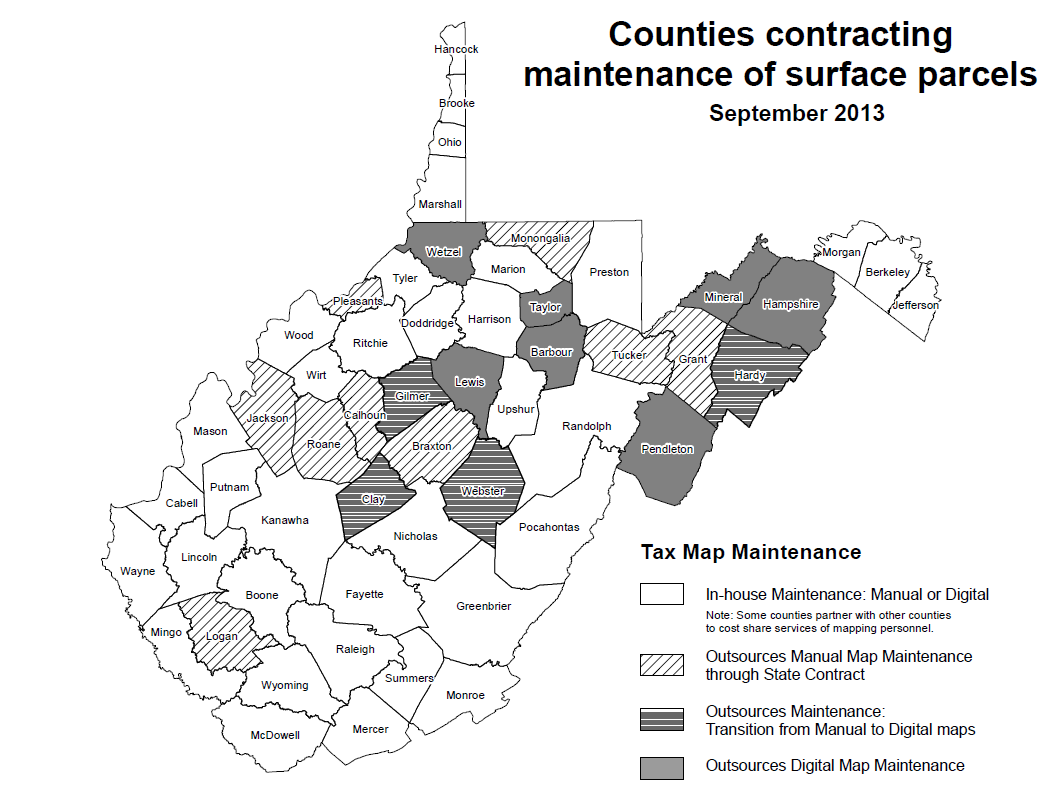 Counties contracting
maintenance of surface parcels
September 2013
Hancock
Brooke
Ohio
Marshall
Wetzel
Monongalia
Marion
Preston
Tyler
Pleasants
Doddridge
Harrison
Taylor
Wood
Ritchie
Barbour
Tucker
Grant
Mineral
Hampshire
Morgan
Berkeley
Jefferson
Hardy
Wirt
Lewis
Gilmer
Calhoun
Upshur
Jackson
Roane
Braxton
Randolph
Mason
Pendleton
Putnam
Cabell
Clay
Webster
Kanawha
Nicholas
Pocahontas
Lincoln
Wayne
Boone
Fayette
Greenbrier
Mingo
Logan
Raleigh
Wyoming
Summers
Monroe
McDowell
Mercer
Tax Map Maintenance
In-house Maintenance: Manual or Digital
Note: Some counties partner with other counties
to cost share services of mapping personnel.
Outsources Manual Map Maintenance
through State Contract
Outsources Maintenance:
Transition from Manual to Digital maps
Outsources Digital Map Maintenance